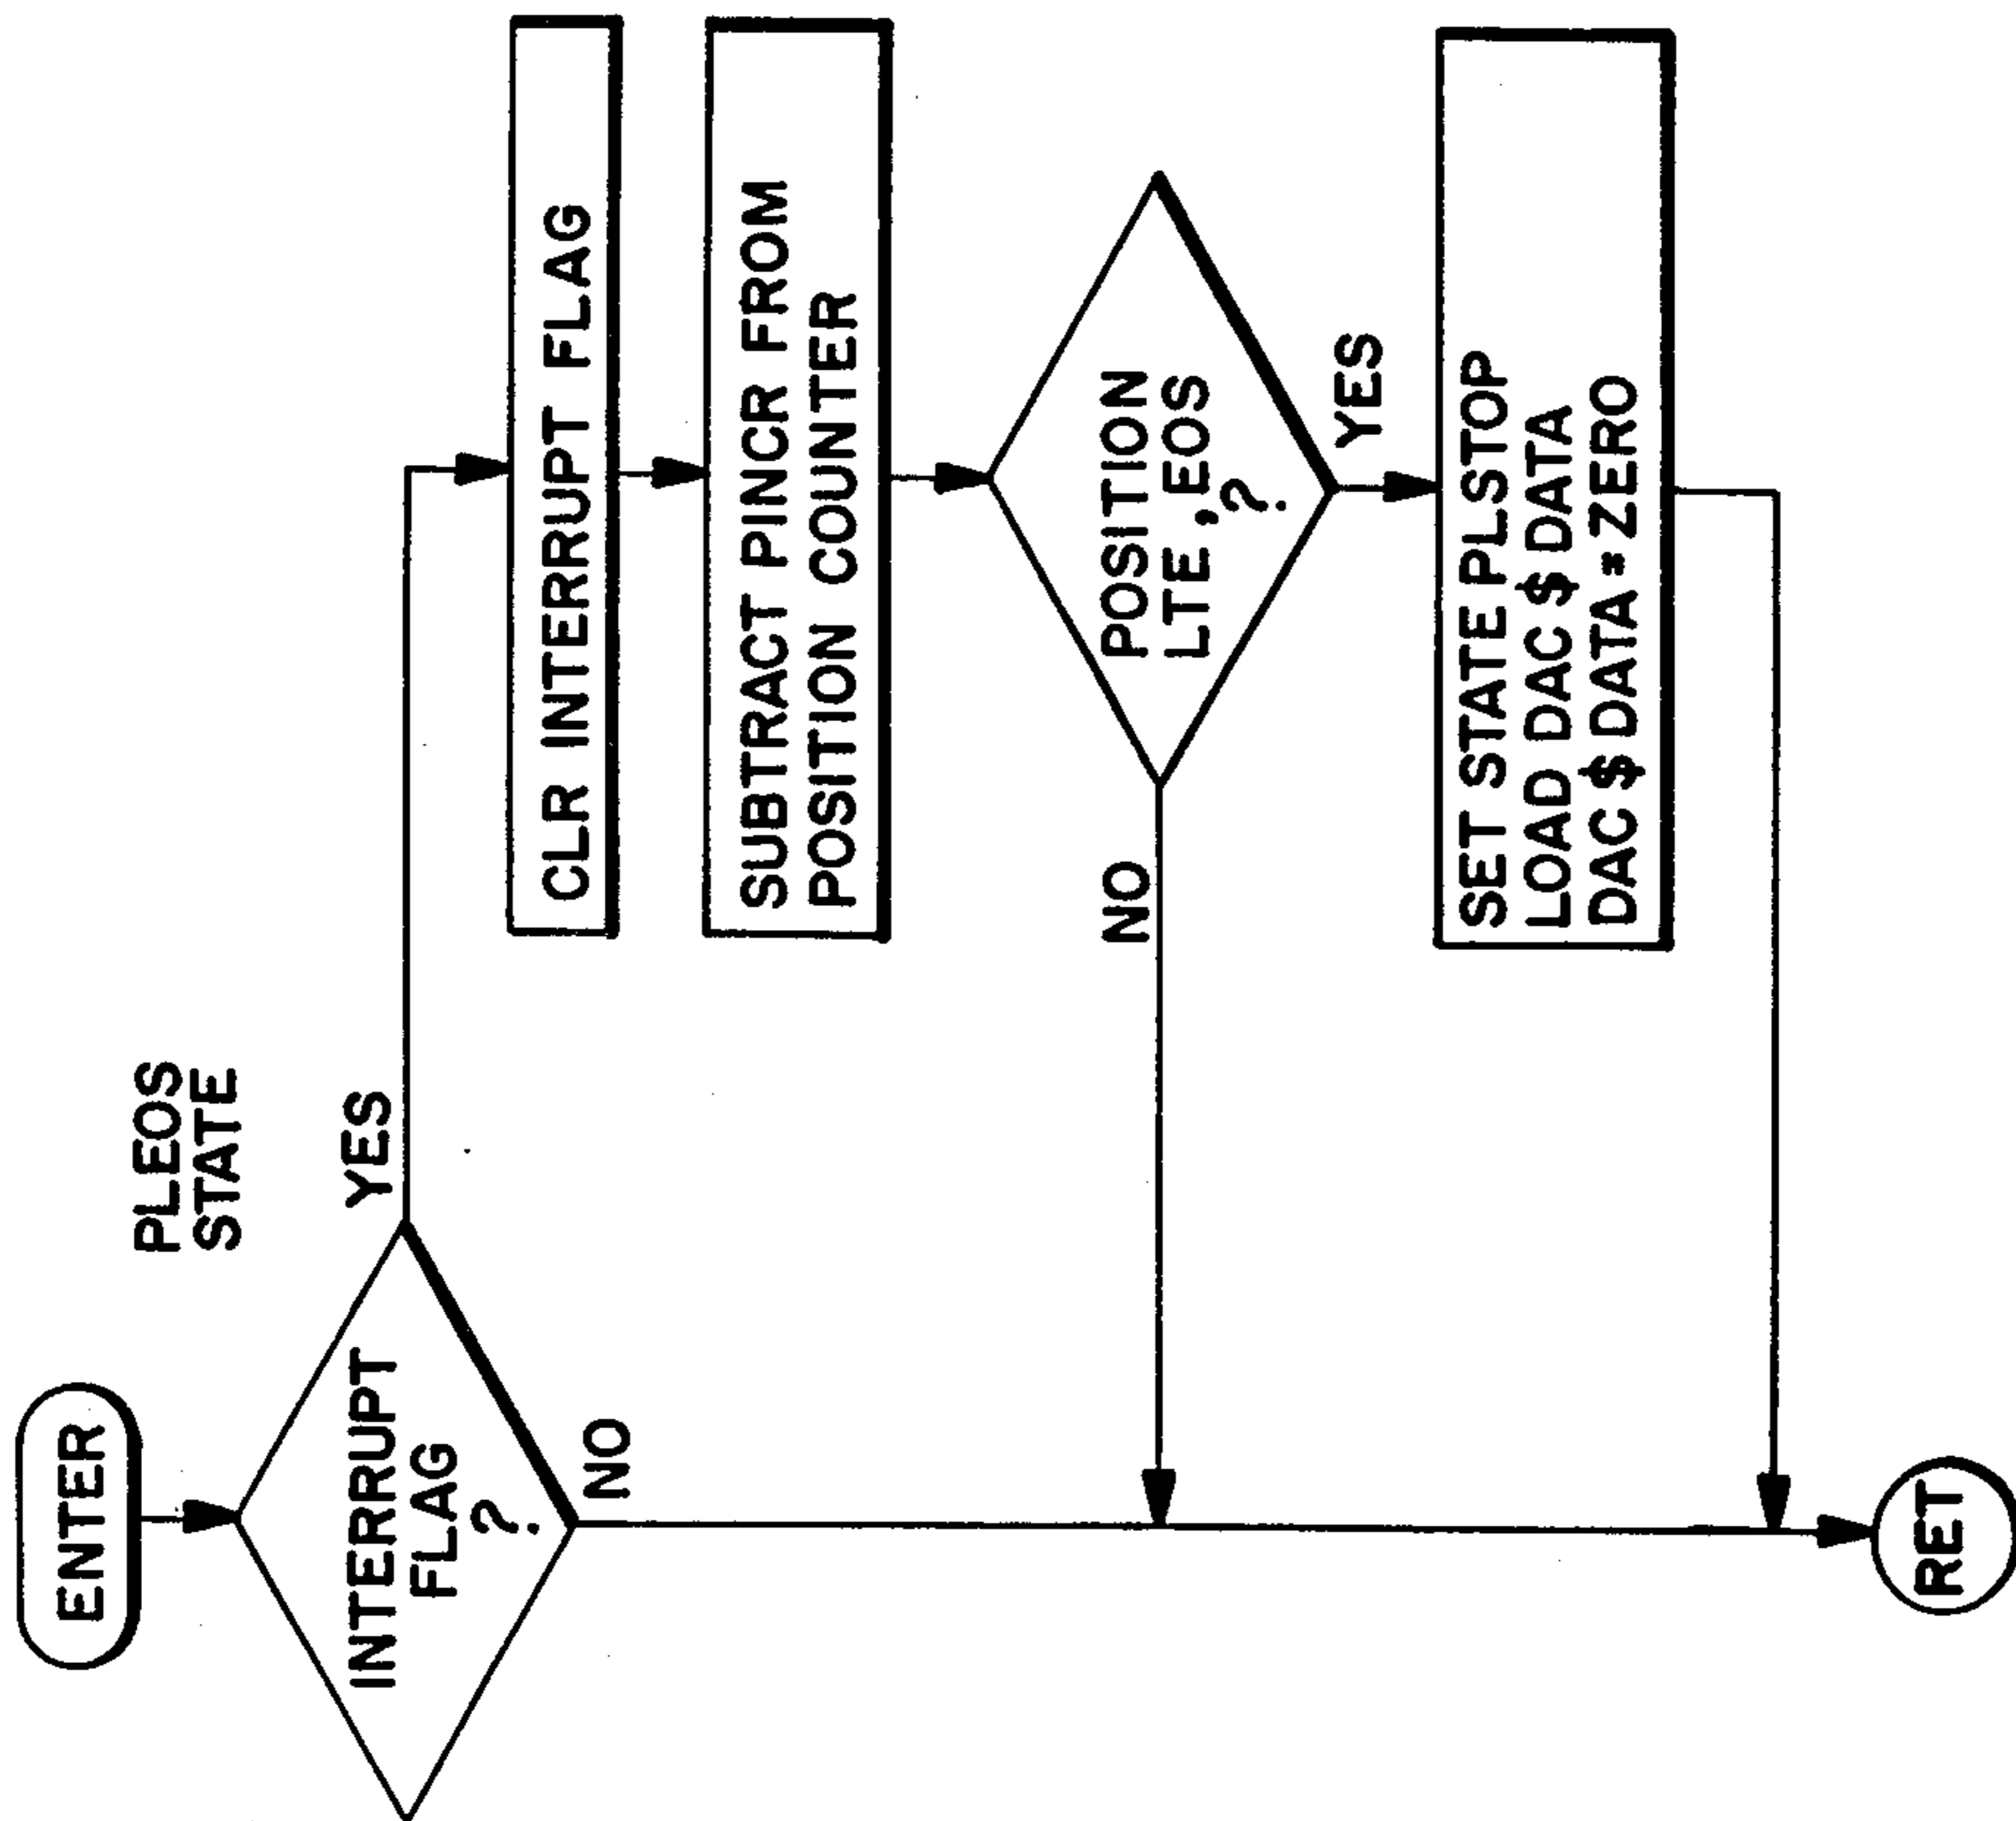 PLEOS
STATE
ENTER
INTERRUPT
FLAG
?
YES
NO
CLR INTERRUPT FLAG
SUBTRACT PINCR FROM
POSITION COUNTER
POSITION
LTE , EOS
?
NO
YES
SET STATE PLSTOP
LOAD DAC $ DATA
DAC $ DATA = ZERO
RET